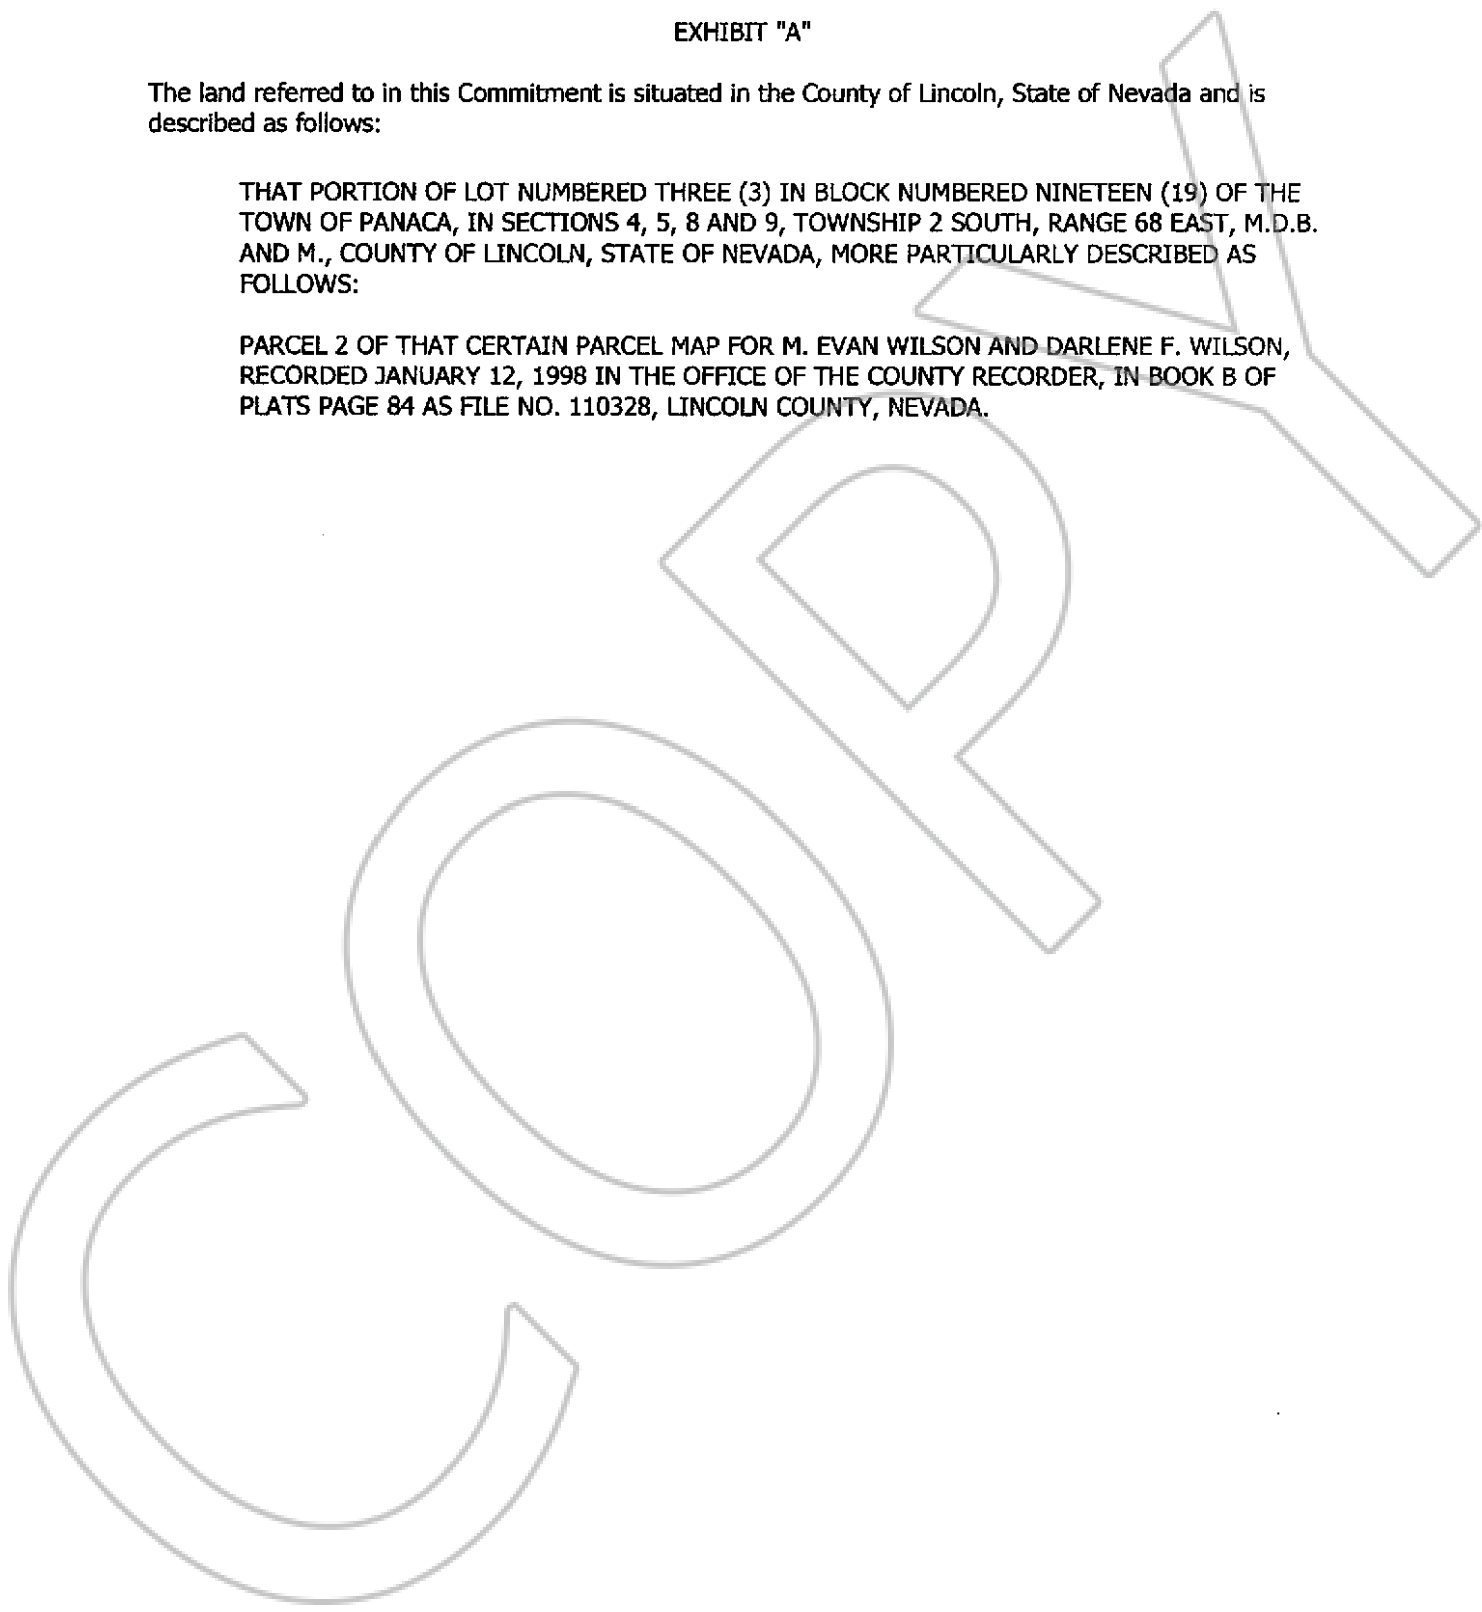 EXHIBIT "A"
The land referred to in this Commitment is situated in the County of Lincoln, State of Nevada and is
described as follows:
THAT PORTION OF LOT NUMBERED THREE (3) IN BLOCK NUMBERED NINETEEN (19) OF THE
TOWN OF PANACA, IN SECTIONS 4, 5, 8 AND 9, TOWNSHIP 2 SOUTH, RANGE 68 EAST, M.D.B.
AND M., COUNTY OF LINCOLN, STATE OF NEVADA, MORE PARTICULARLY DESCRIBED AS
FOLLOWS:
PARCEL 2 OF THAT CERTAIN PARCEL MAP FOR M. EVAN WILSON AND DARLENE F. WILSON,
RECORDED JANUARY 12, 1998 IN THE OFFICE OF THE COUNTY RECORDER, IN BOOK B OF
PLATS PAGE 84 AS FILE NO. 110328, LINCOLN COUNTY, NEVADA.
COPY